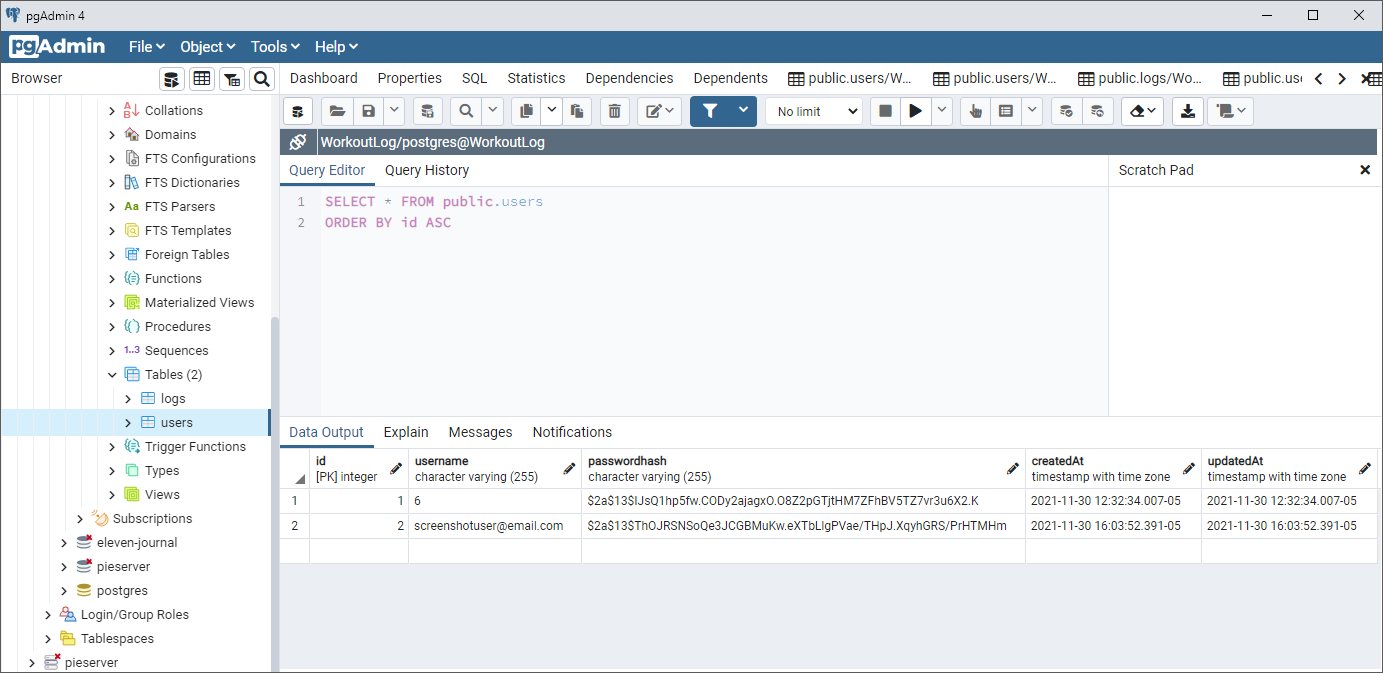 pgAdmin 4
pgAdmin File Object Tools Help
Browser
Dashboard Properties SQL Statistics Dependencies Dependents public.users/W... public.users/W... public.logs/Wo... public.use
No limit
WorkoutLog/postgres@WorkoutLog
Query Editor Query History
Scratch Pad
1 SELECT * FROM public.users
2 ORDER BY id ASC
Collations
Domains
FTS Configurations
FTS Dictionaries
Aa FTS Parsers
FTS Templates
Foreign Tables
Functions
Materialized Views
Procedures
1..3 Sequences
Tables (2)
logs
users
Trigger Functions
Types
Views
Subscriptions
eleven-journal
pieserver
postgres
Login/Group Roles
Tablespaces
pieserver
Data Output Explain Messages Notifications
id username passwordhash createdAt updatedAt
[PK] integer character varying (255) character varying (255) timestamp with time zone timestamp with time zone
1 1 6 $2a$13$IJsQ1hp5fw.CODy2ajagxO.O8Z2pGTjtHM7ZFhBV5TZ7vr3u6X2.K 2021-11-30 12:32:34.007-05 2021-11-30 12:32:34.007-05
2 2 screenshotuser@email.com $2a$13$ThOJRSNSoQe3JCGBMuKw.eXTbLlgPVae/THpJ.XqyhGRS/PrHTMHm 2021-11-30 16:03:52.391-05 2021-11-30 16:03:52.391-05